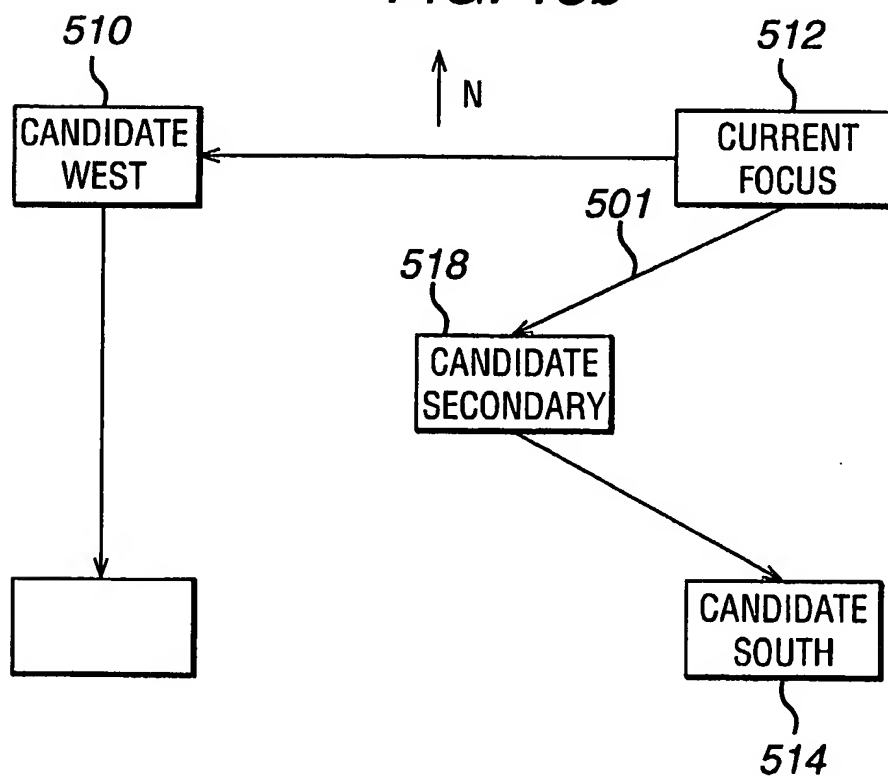 510
512
N
CANDIDATE
WEST
CURRENT
FOCUS
501
518
CANDIDATE
SECONDARY
CANDIDATE
SOUTH
514